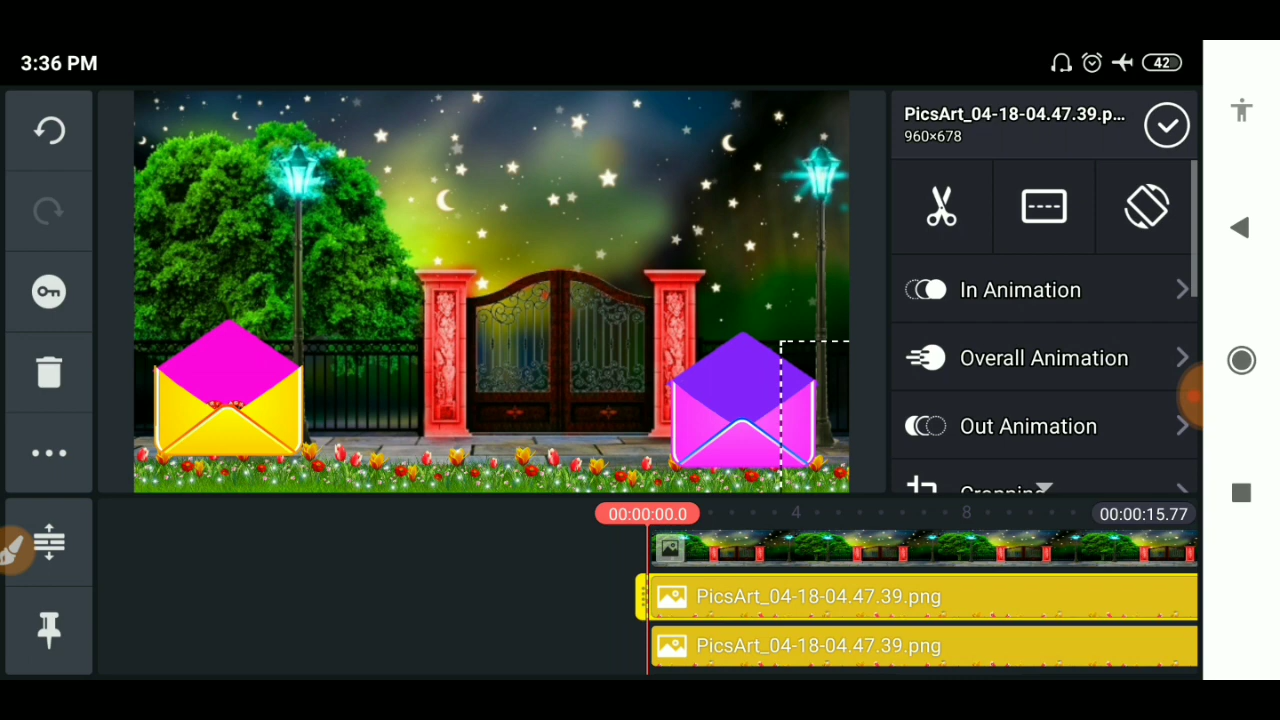 3:36 PM
42
PicsArt_04-18-04.47.39.p...
960×678
In Animation
Overall Animation
Out Animation
Cropping
00:00:00.0
4
8
00:00:15.77
PicsArt_04-18-04.47.39.png
PicsArt_04-18-04.47.39.png